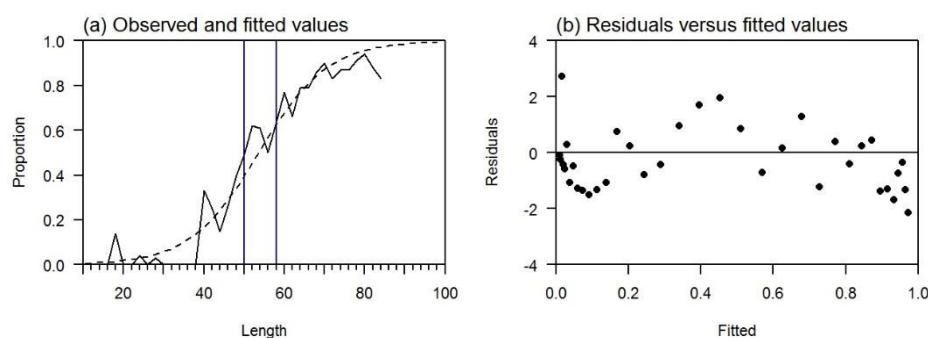 (a) Observed and fitted values
Proportion
1.0
0.8
0.6
0.4
0.2
0.0
20 40 60 80 100
Length
(b) Residuals versus fitted values
Residuals
4
2
0
-2
-4
0.0 0.2 0.4 0.6 0.8 1.0
Fitted